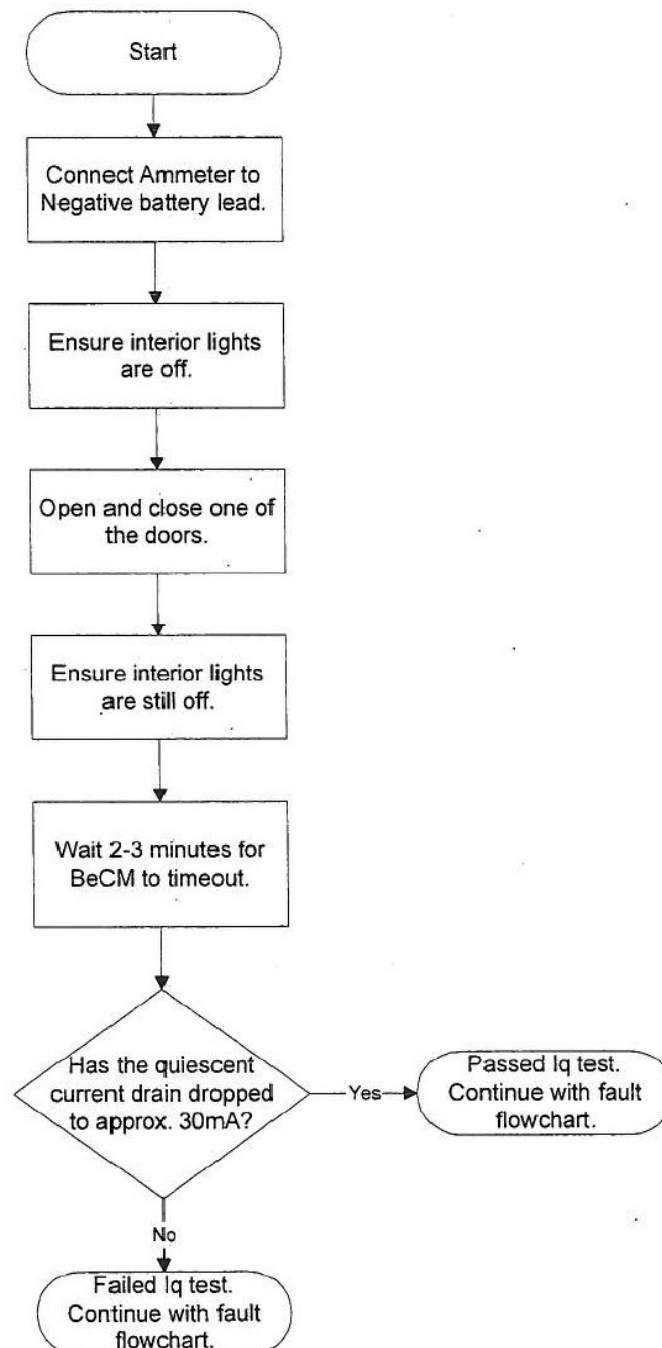 Start
Connect Ammeter to
Negative battery lead.
Ensure interior lights
are off.
Open and close one of
the doors.
Ensure interior lights
are still off.
Wait 2-3 minutes for
BeCM to timeout.
Has the quiescent
current drain dropped
to approx. 30mA?
Yes
Passed Iq test.
Continue with fault
flowchart.
No
Failed Iq test.
Continue with fault
flowchart.